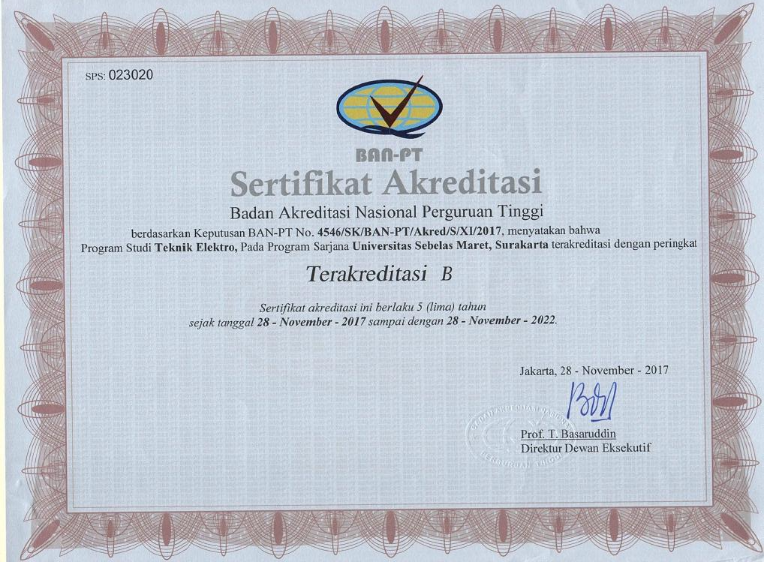 SPS: 023020
BAN-PT
Sertifikat Akreditasi
Badan Akreditasi Nasional Perguruan Tinggi
berdasarkan Keputusan BAN-PT No. 4546/SK/BAN-PT/Akred/S/XI/2017, menyatakan bahwa
Program Studi Teknik Elektro, Pada Program Sarjana Universitas Sebelas Maret, Surakarta terakreditasi dengan peringkat
Terakreditasi B
Sertifikat akreditasi ini berlaku 5 (lima) tahun
sejak tanggal 28 - November - 2017 sampai dengan 28 - November - 2022.
Jakarta, 28 - November - 2017
Prof. T. Basaruddin
Direktur Dewan Eksekutif